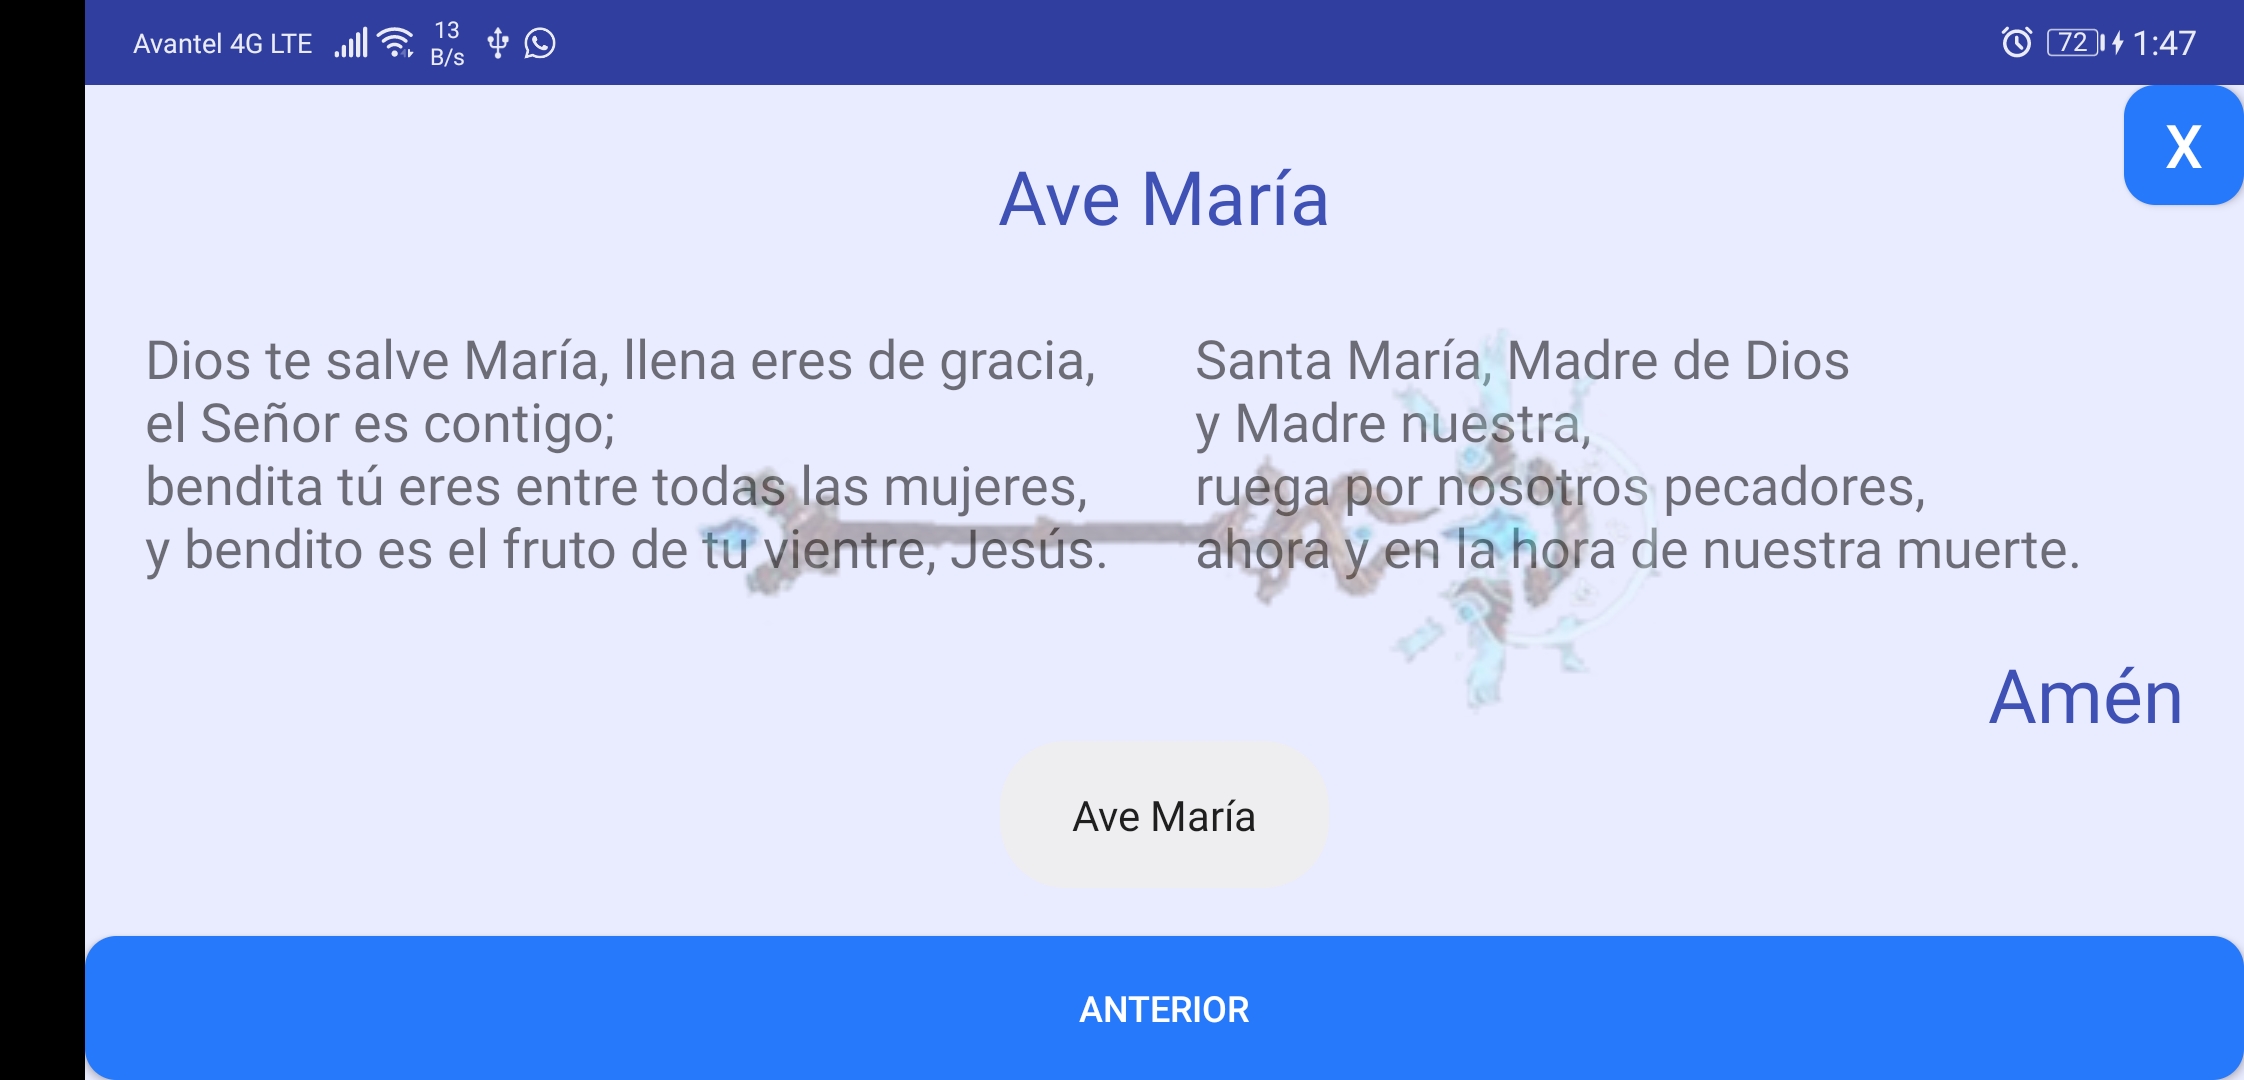 Avantel 4G LTE 13 B/s 72 1:47
X
Ave María
Dios te salve María, llena eres de gracia,
el Señor es contigo;
bendita tú eres entre todas las mujeres,
y bendito es el fruto de tu vientre, Jesús.
Santa María, Madre de Dios
y Madre nuestra,
ruega por nosotros pecadores,
ahora y en la hora de nuestra muerte.
Amén
Ave María
ANTERIOR